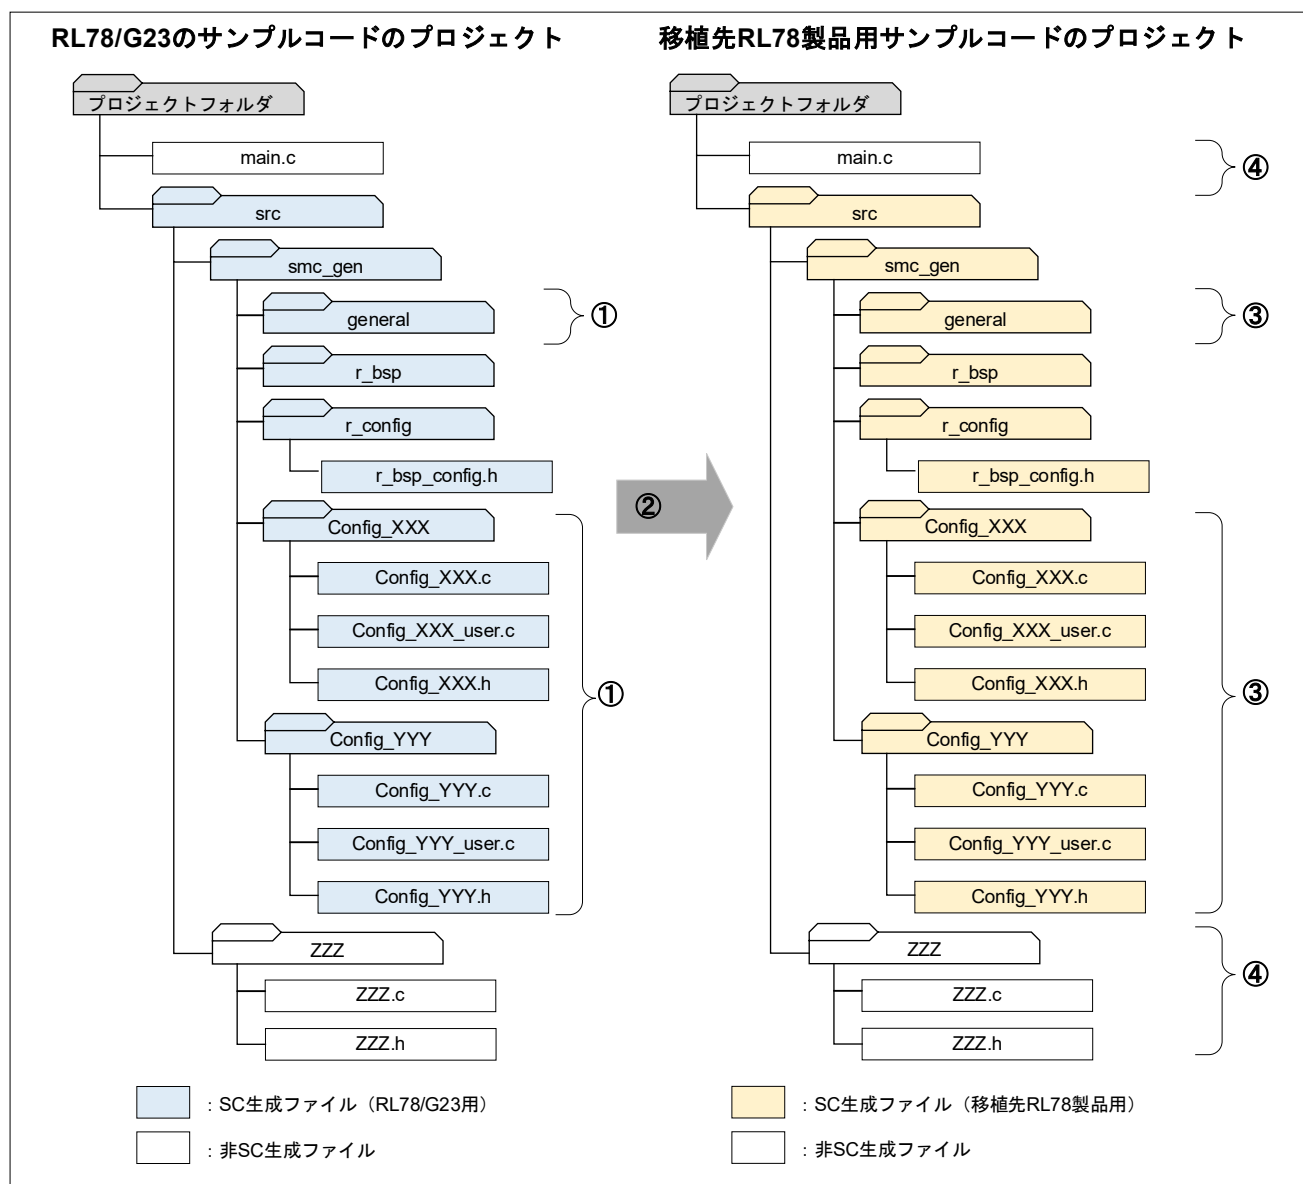 RL78/G23のサンプルコードのプロジェクト
プロジェクトフォルダ
main.c
src
smc_gen
general
①
r_bsp
r_config
r_bsp_config.h
Config_XXX
Config_XXX.c
Config_XXX_user.c
Config_XXX.h
①
Config_YYY
Config_YYY.c
Config_YYY_user.c
Config_YYY.h
ZZZ
ZZZ.c
ZZZ.h
：SC生成ファイル（RL78/G23用）
：非SC生成ファイル
②
移植先RL78製品用サンプルコードのプロジェクト
プロジェクトフォルダ
main.c
④
src
smc_gen
general
③
r_bsp
r_config
r_bsp_config.h
Config_XXX
Config_XXX.c
Config_XXX_user.c
Config_XXX.h
③
Config_YYY
Config_YYY.c
Config_YYY_user.c
Config_YYY.h
ZZZ
④
ZZZ.c
ZZZ.h
：SC生成ファイル（移植先RL78製品用）
：非SC生成ファイル